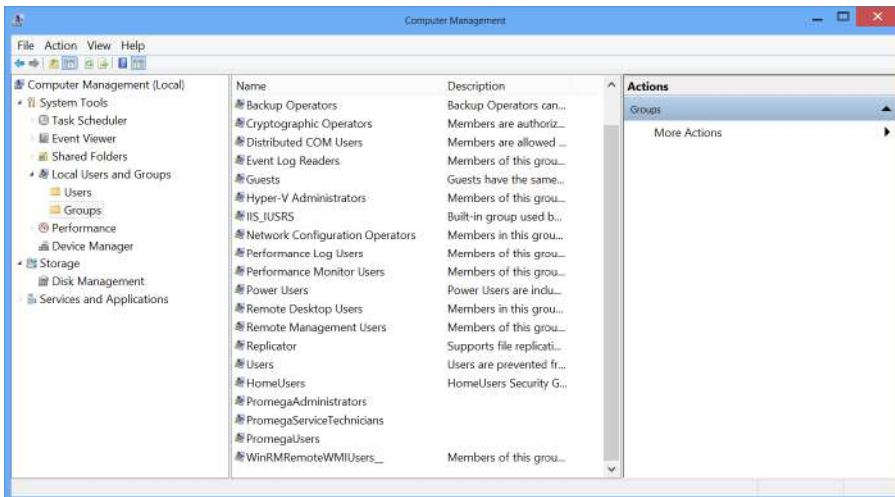 Computer Management
File Action View Help
Computer Management (Local)
System Tools
Task Scheduler
Event Viewer
Shared Folders
Local Users and Groups
Users
Groups
Performance
Device Manager
Storage
Disk Management
Services and Applications
Name Description
Backup Operators Backup Operators can...
Cryptographic Operators Members are authoriz...
Distributed COM Users Members are allowed ...
Event Log Readers Members of this grou...
Guests Guests have the same...
Hyper-V Administrators Members of this grou...
IIS_IUSRS Built-in group used b...
Network Configuration Operators Members in this grou...
Performance Log Users Members of this grou...
Performance Monitor Users Members of this grou...
Power Users Power Users are inclu...
Remote Desktop Users Members in this grou...
Remote Management Users Members of this grou...
Replicator Supports file replicati...
Users Users are prevented fr...
HomeUsers HomeUsers Security G...
PromegaAdministrators
PromegaServiceTechnicians
PromegaUsers
WinRMRemoteWMIUsers__ Members of this grou...
Actions
Groups
More Actions